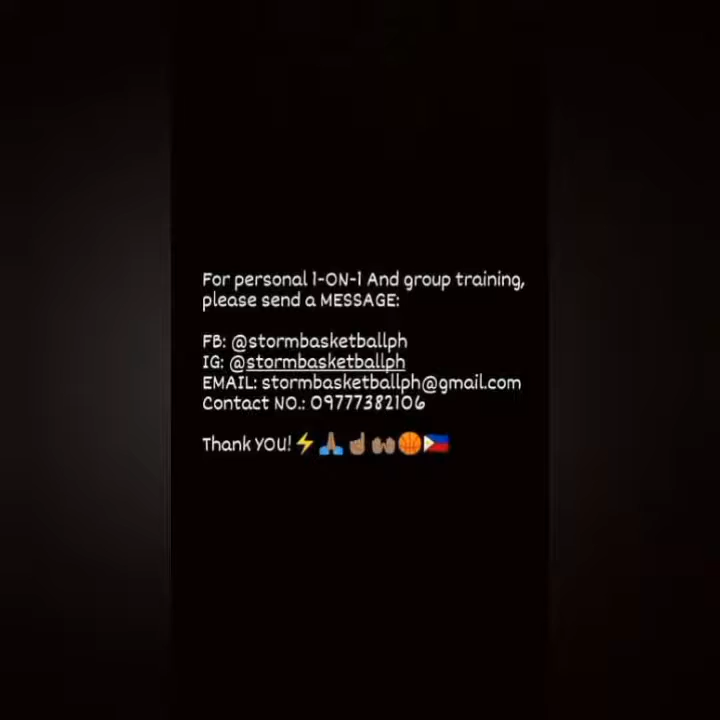 For personal 1-ON-1 And group training,
please send a MESSAGE:
FB: @stormbasketballph
IG: @stormbasketballph
EMAIL: stormbasketballph@gmail.com
Contact NO.: 09777382106
Thank YOU!⚡🙏🏽☝🏽🤲🏽🏀🇵🇭